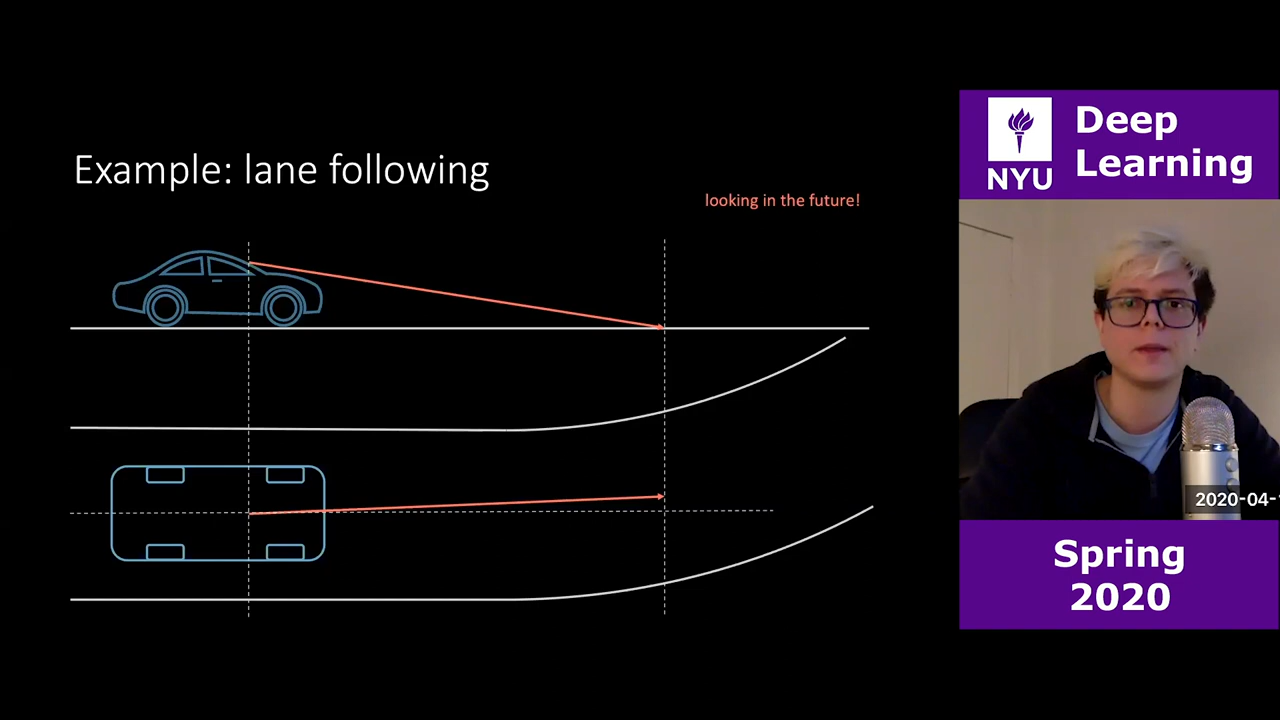 Example: lane following
looking in the future!
NYU
Deep
Learning
2020-04-
Spring
2020